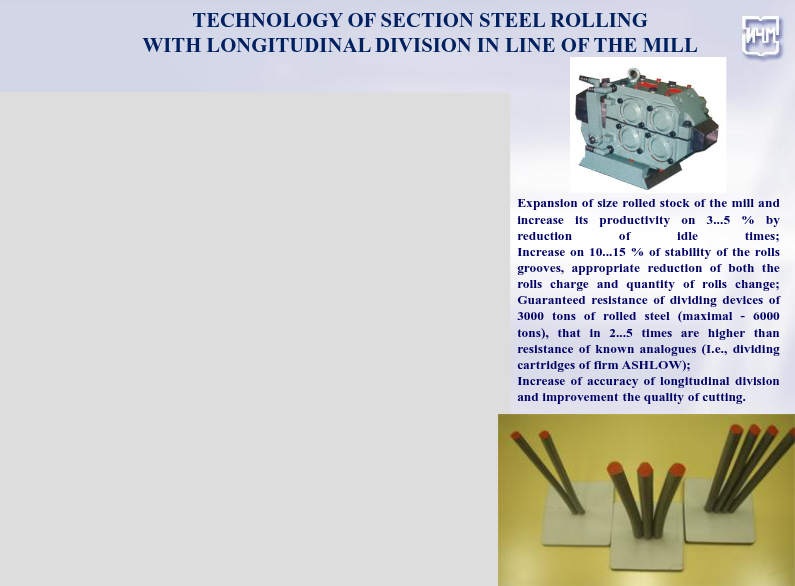 TECHNOLOGY OF SECTION STEEL ROLLING
WITH LONGITUDINAL DIVISION IN LINE OF THE MILL
ИЧМ
Expansion of size rolled stock of the mill and
increase its productivity on 3...5 % by
reduction of idle times;
Increase on 10...15 % of stability of the rolls
grooves, appropriate reduction of both the
rolls charge and quantity of rolls change;
Guaranteed resistance of dividing devices of
3000 tons of rolled steel (maximal - 6000
tons), that in 2...5 times are higher than
resistance of known analogues (I.e., dividing
cartridges of firm ASHLOW);
Increase of accuracy of longitudinal division
and improvement the quality of cutting.